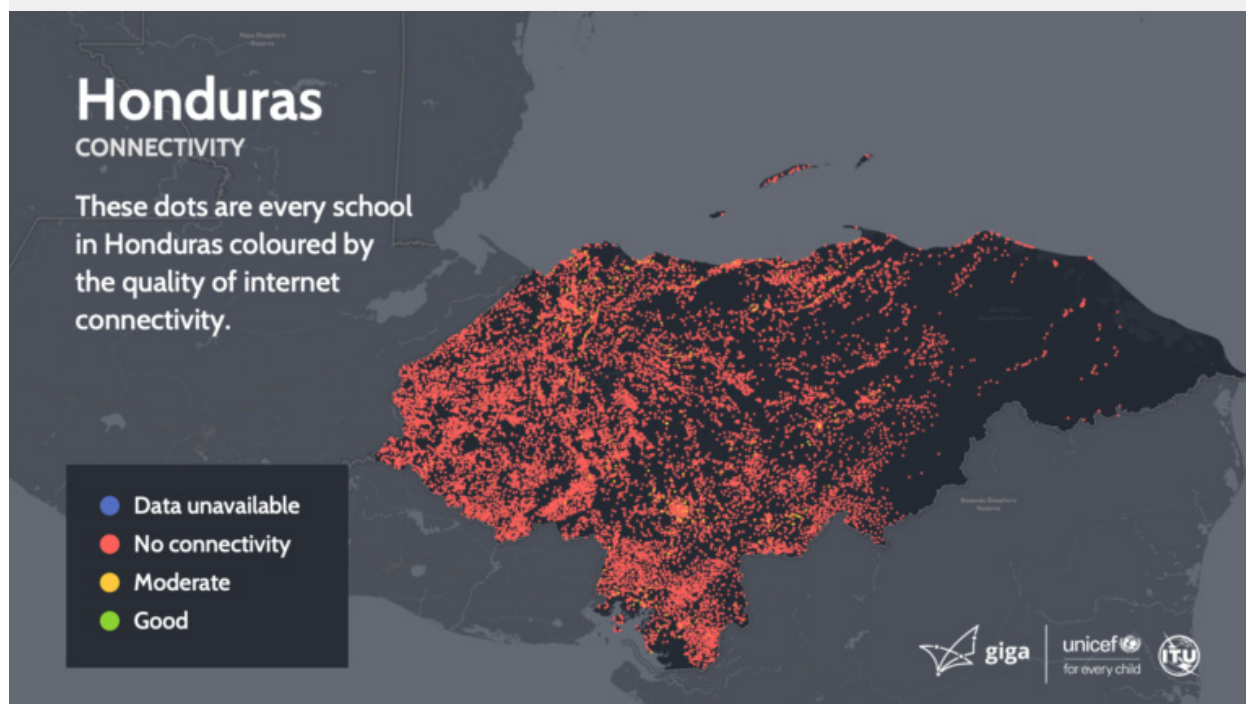 Honduras
CONNECTIVITY
These dots are every school
in Honduras coloured by
the quality of internet
connectivity.
Data unavailable
No connectivity
Moderate
Good
giga
unicef
for every child
ITU